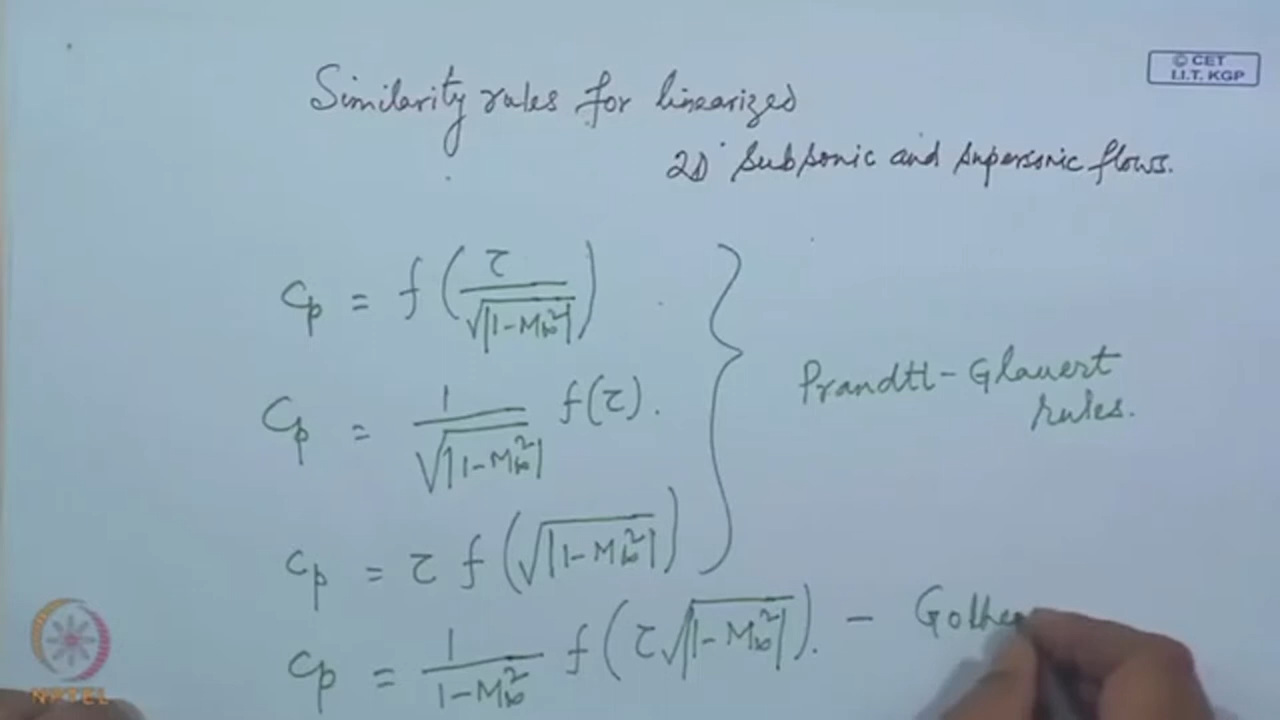 © CET
I.I.T. KGP
Similarity rules for linearized
2D subsonic and supersonic flows.
Cp = f(τ/√|1-M∞²|)
Cp = 1/√|1-M∞²| f(τ).
Prandtl-Glauert
rules.
Cp = τ f(√|1-M∞²|)
Cp = 1/1-M∞² f(τ√|1-M∞²|). -
NPTEL